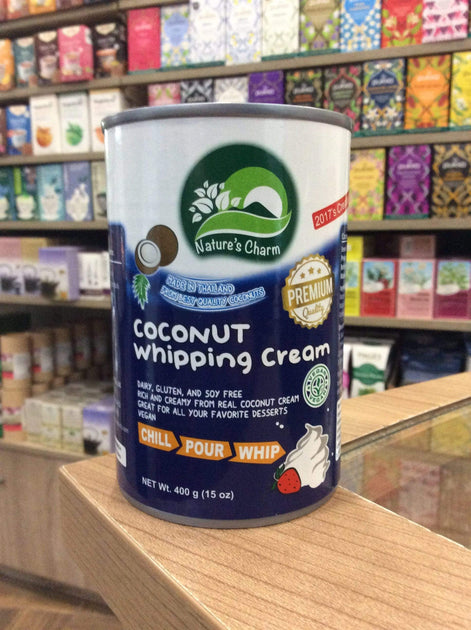 Nature's Charm
2017's
MADE IN THAILAND
FROM BEST QUALITY COCONUTS
PREMIUM
Quality
COCONUT
Whipping Cream
DAIRY, GLUTEN, AND SOY FREE
RICH AND CREAMY FROM REAL COCONUT CREAM
GREAT FOR ALL YOUR FAVORITE DESSERTS
VEGAN
CHILL POUR WHIP
NET Wt. 400 g (15 oz)